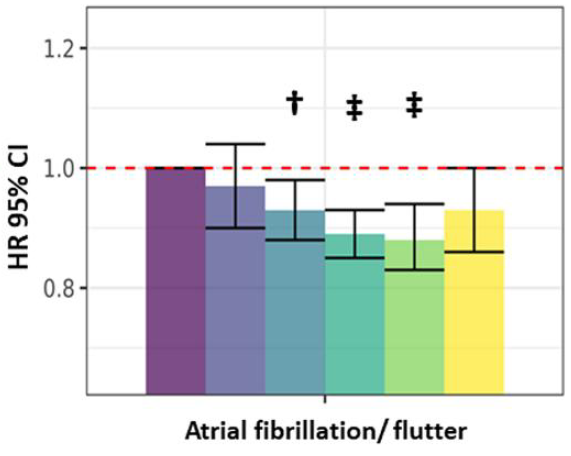 1.2
† ‡ ‡
1.0
0.8
HR 95% CI
Atrial fibrillation/ flutter